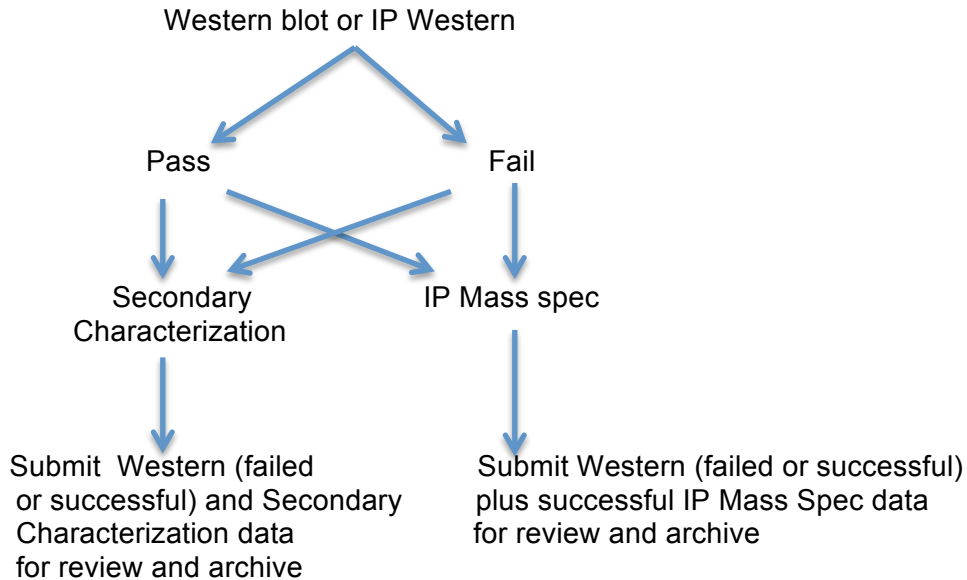 Western blot or IP Western
Pass
Fail
Secondary
Characterization
IP Mass spec
Submit Western (failed
or successful) and Secondary
Characterization data
for review and archive
Submit Western (failed or successful)
plus successful IP Mass Spec data
for review and archive